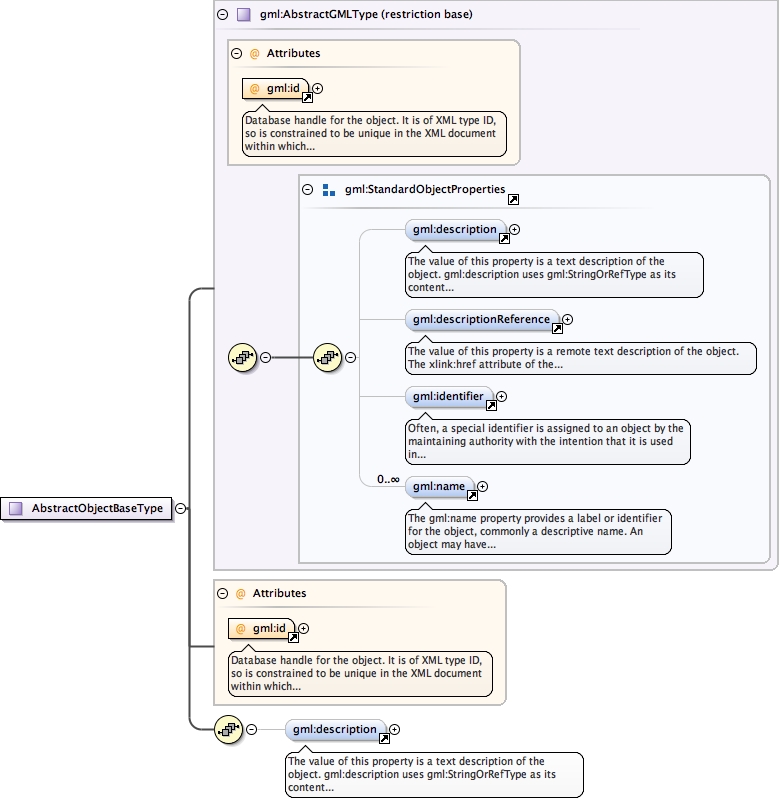 gml:AbstractGMLType (restriction base)
@ Attributes
@ gml:id
Database handle for the object. It is of XML type ID,
so is constrained to be unique in the XML document
within which...
gml:StandardObjectProperties
gml:description
The value of this property is a text description of the
object. gml:description uses gml:StringOrRefType as its
content...
gml:descriptionReference
The value of this property is a remote text description of the object.
The xlink:href attribute of the...
gml:identifier
Often, a special identifier is assigned to an object by the
maintaining authority with the intention that it is used
in...
0..∞
gml:name
The gml:name property provides a label or identifier
for the object, commonly a descriptive name. An
object may have...
AbstractObjectBaseType
@ Attributes
@ gml:id
Database handle for the object. It is of XML type ID,
so is constrained to be unique in the XML document
within which...
gml:description
The value of this property is a text description of the
object. gml:description uses gml:StringOrRefType as its
content...